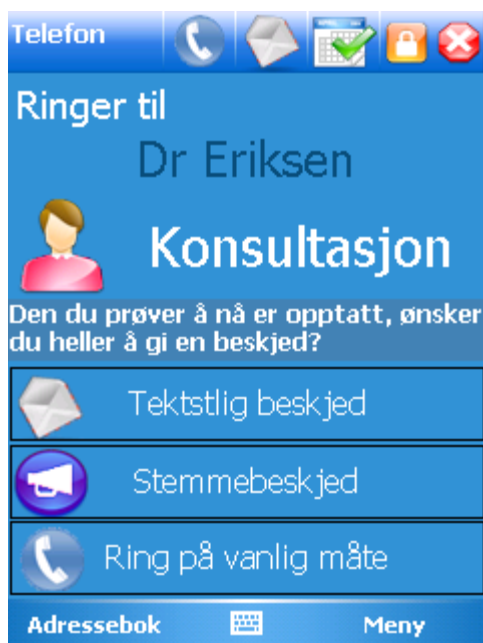 Telefon
Ringer til
Dr Eriksen
Konsultasjon
Den du prøver å nå er opptatt, ønsker
du heller å gi en beskjed?
Tektstlig beskjed
Stemmebeskjed
Ring på vanlig måte
Adressebok
Meny